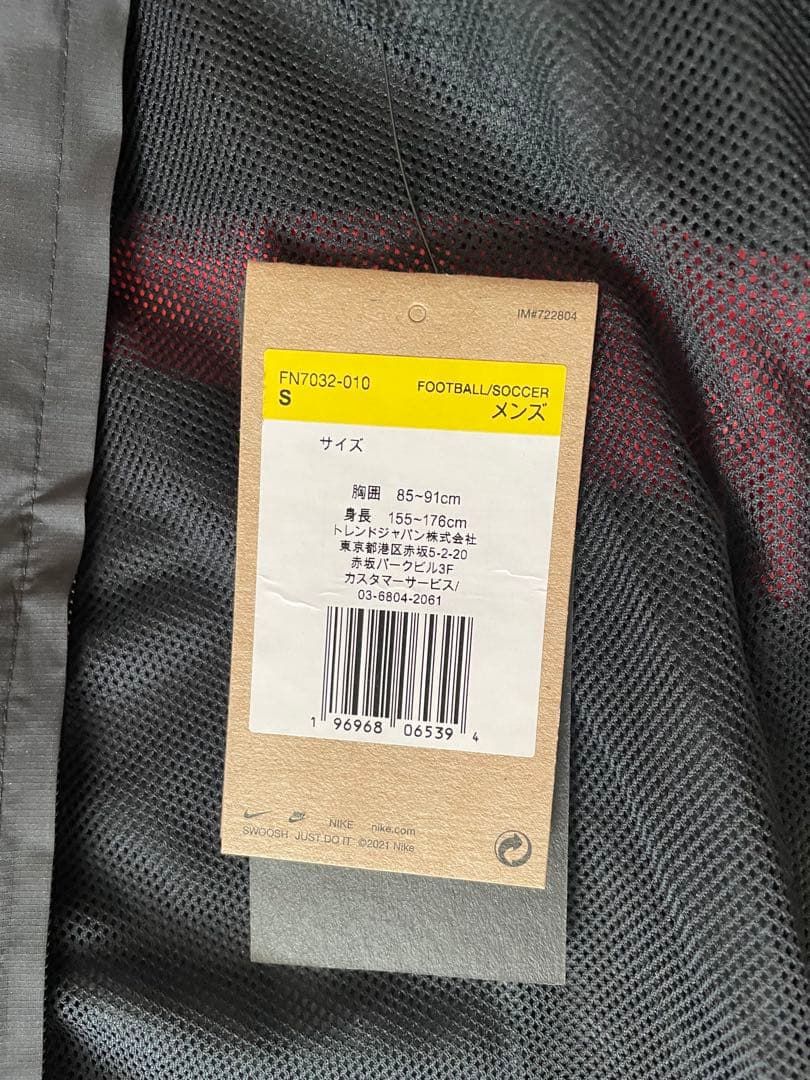 IM#722804
FN7032-010 FOOTBALL/SOCCER
S メンズ
サイズ
胸囲 85~91cm
身長 155~176cm
トレンドジャパン株式会社
東京都港区赤坂5-2-20
赤坂パークビル3F
カスタマーサービス/
03-6804-2061
1 96968 06539 4
NIKE nike.com
SWOOSH JUST DO IT ©2021 Nike